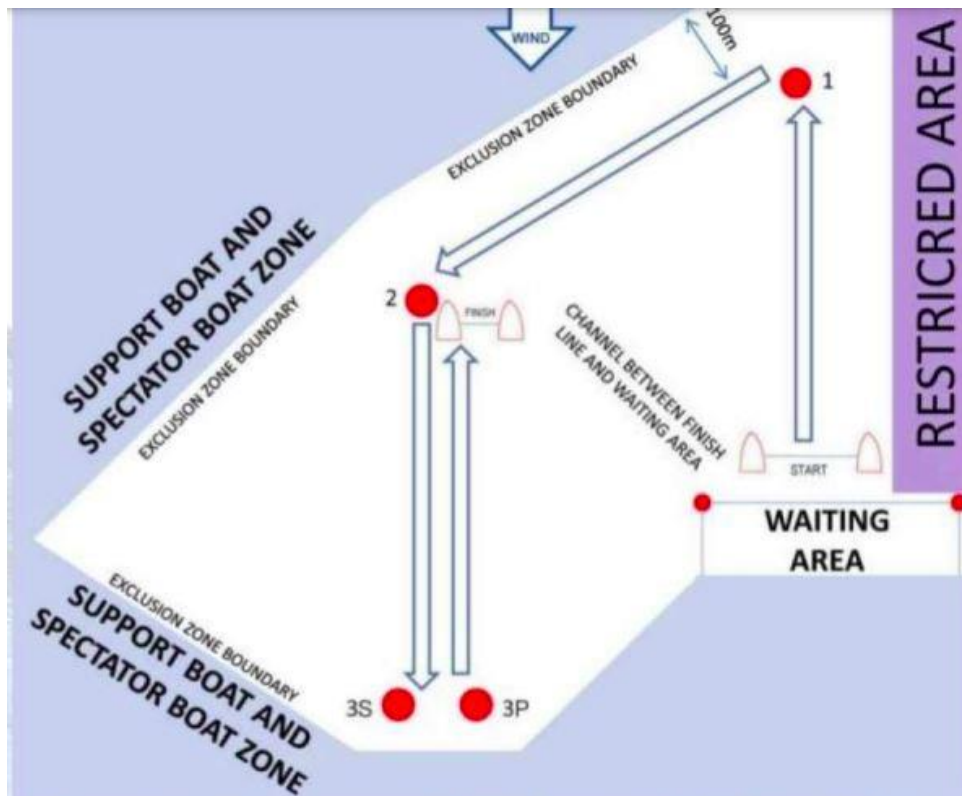 WIND
100m
1
EXCLUSION ZONE BOUNDARY
RESTRICRED AREA
SUPPORT BOAT AND
SPECTATOR BOAT ZONE
2
FINISH
EXCLUSION ZONE BOUNDARY
CHANNEL BETWEEN FINISH
LINE AND WAITING AREA
START
WAITING
AREA
EXCLUSION ZONE BOUNDARY
SUPPORT BOAT AND
SPECTATOR BOAT ZONE
3S
3P